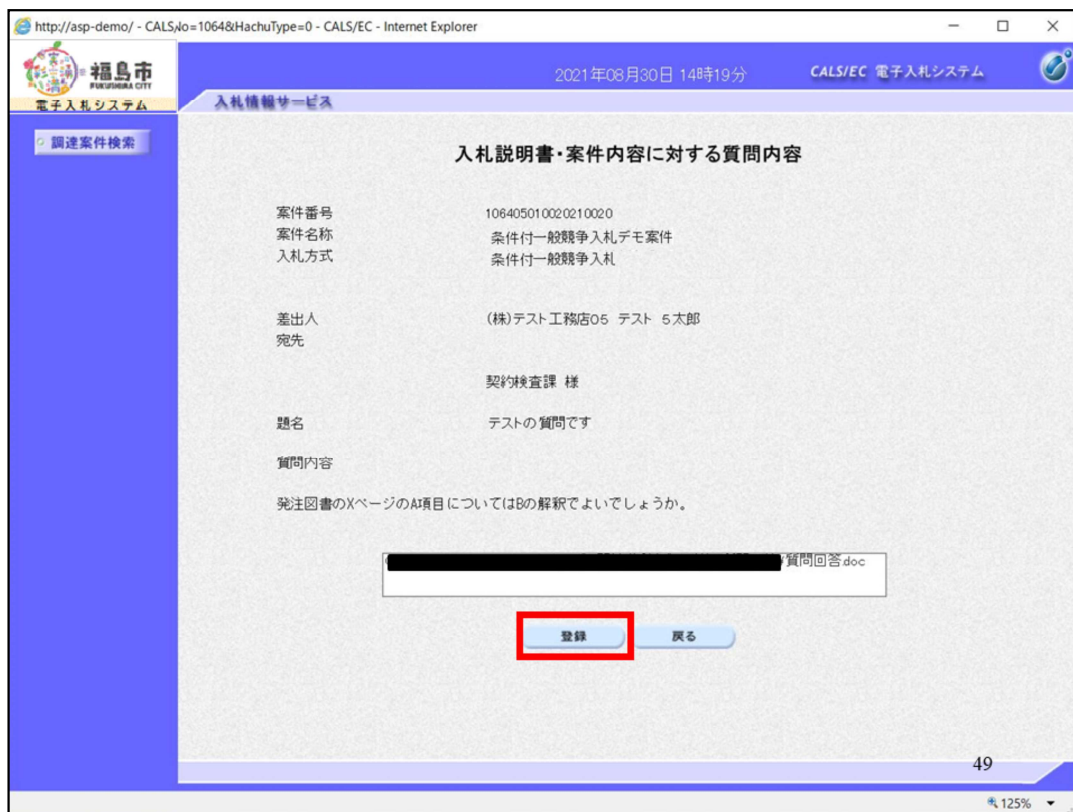 http://asp-demo/ - CALS/Jo=1064&HachuType=0 - CALS/EC - Internet Explorer
福島市
FUKUSHIMA CITY
電子入札システム
2021年08月30日 14時19分
CALS/EC 電子入札システム
入札情報サービス
調達案件検索
入札説明書・案件内容に対する質問内容
案件番号 106405010020210020
案件名称 条件付一般競争入札デモ案件
入札方式 条件付一般競争入札
差出人 (株)テスト工務店05 テスト 5太郎
宛先
契約検査課 様
題名 テストの質問です
質問内容
発注図書のXページのA項目についてはBの解釈でよいでしょうか。
/質問回答.doc
登録 戻る
49
125%